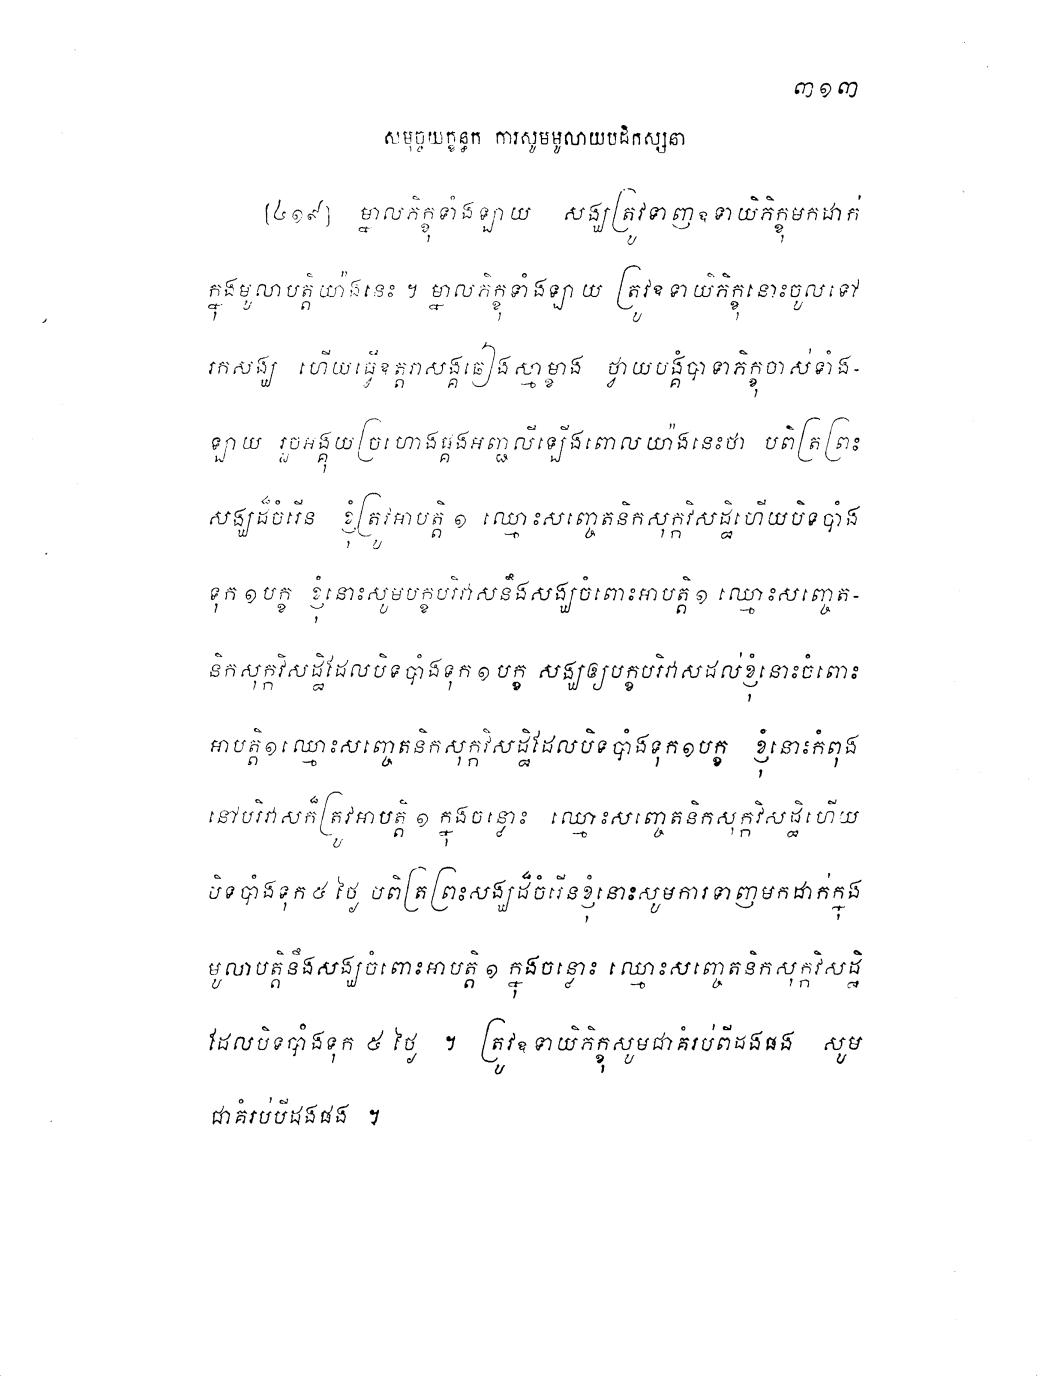 ៣១៣
សមុច្ចយក្ខន្ធក ការសូមមូលាយបដិកស្សនា
[៤១៩] ម្នាលភិក្ខុទាំងឡាយ សង្ឃត្រូវទាញឧទាយិភិក្ខុមកដាក់
ក្នុងមូលាបត្តិយ៉ាងនេះ ។ ម្នាលភិក្ខុទាំងឡាយ ត្រូវឧទាយិភិក្ខុនោះចូលទៅ
រកសង្ឃ ហើយធ្វើឧត្តរាសង្គឆៀងស្មាម្ខាង ថ្វាយបង្គំបាទាភិក្ខុចាស់ទាំង-
ឡាយ រួចអង្គុយច្រហោងផ្គងអញ្ជលីឡើងពោលយ៉ាងនេះថា បពិត្រព្រះ
សង្ឃដ៏ចំរើន ខ្ញុំត្រូវអាបត្តិ ១ ឈ្មោះសញ្ចេតនិកសុក្កវិសដ្ឋិហើយបិទបាំង
ទុក ១ បក្ខ ខ្ញុំនោះសូមបក្ខបរិវាសនឹងសង្ឃចំពោះអាបត្តិ ១ ឈ្មោះសញ្ចេត-
និកសុក្កវិសដ្ឋិដែលបិទបាំងទុក ១ បក្ខ សង្ឃឲ្យបក្ខបរិវាសដល់ខ្ញុំនោះចំពោះ
អាបត្តិ១ឈ្មោះសញ្ចេតនិកសុក្កវិសដ្ឋិដែលបិទបាំងទុក១បក្ខ ខ្ញុំនោះកំពុង
នៅបរិវាសក៏ត្រូវអាបត្តិ ១ ក្នុងចន្លោះ ឈ្មោះសញ្ចេតនិកសុក្កវិសដ្ឋិហើយ
បិទបាំងទុក ៥ ថ្ងៃ បពិត្រព្រះសង្ឃដ៏ចំរើនខ្ញុំនោះសូមការទាញមកដាក់ក្នុង
មូលាបត្តិនឹងសង្ឃចំពោះអាបត្តិ ១ ក្នុងចន្លោះ ឈ្មោះសញ្ចេតនិកសុក្កវិសដ្ឋិ
ដែលបិទបាំងទុក ៥ ថ្ងៃ ។ ត្រូវឧទាយិភិក្ខុសូមជាគំរប់ពីដងផង សូម
ជាគំរប់បីដងផង ។